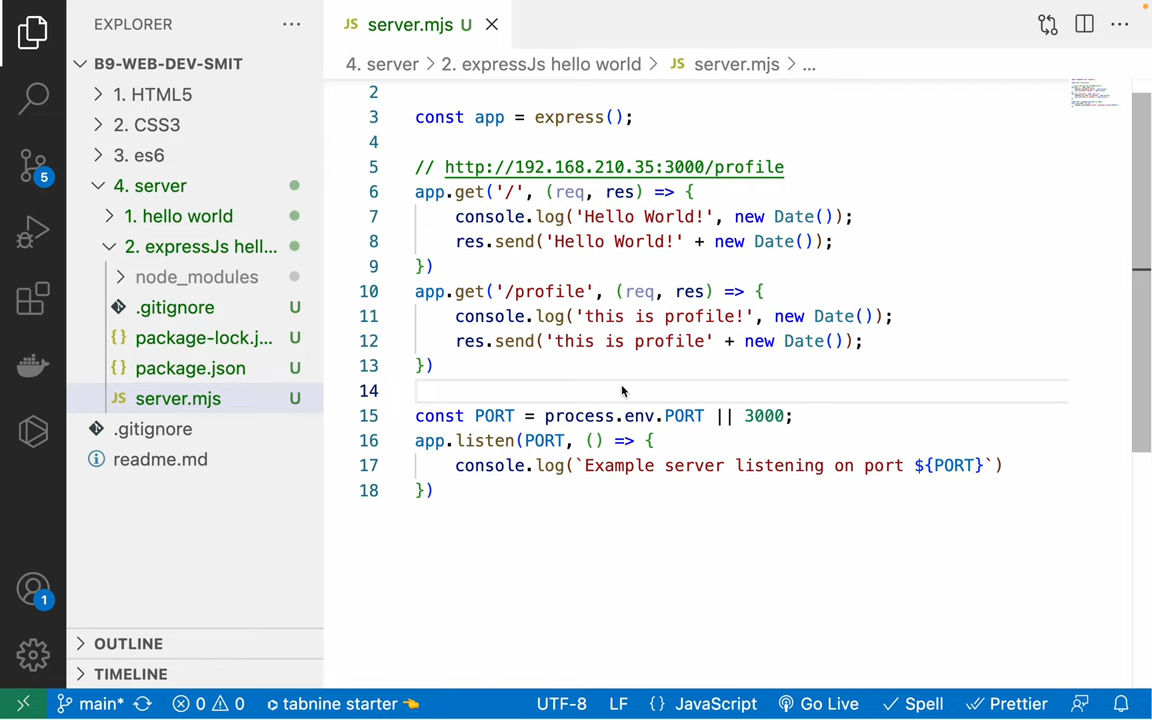 EXPLORER
B9-WEB-DEV-SMIT
1. HTML5
2. CSS3
3. es6
4. server
1. hello world
2. expressJs hell...
node_modules
.gitignore U
package-lock.j... U
package.json U
JS server.mjs U
.gitignore
readme.md
OUTLINE
TIMELINE
5
1
JS server.mjs U
4. server > 2. expressJs hello world > JS server.mjs > ...
2
3 const app = express();
4
5 // http://192.168.210.35:3000/profile
6 app.get('/', (req, res) => {
7 console.log('Hello World!', new Date());
8 res.send('Hello World!' + new Date());
9 })
10 app.get('/profile', (req, res) => {
11 console.log('this is profile!', new Date());
12 res.send('this is profile' + new Date());
13 })
14
15 const PORT = process.env.PORT || 3000;
16 app.listen(PORT, () => {
17 console.log(`Example server listening on port ${PORT}`)
18 })
main* 0 0 tabnine starter UTF-8 LF {} JavaScript Go Live Spell Prettier